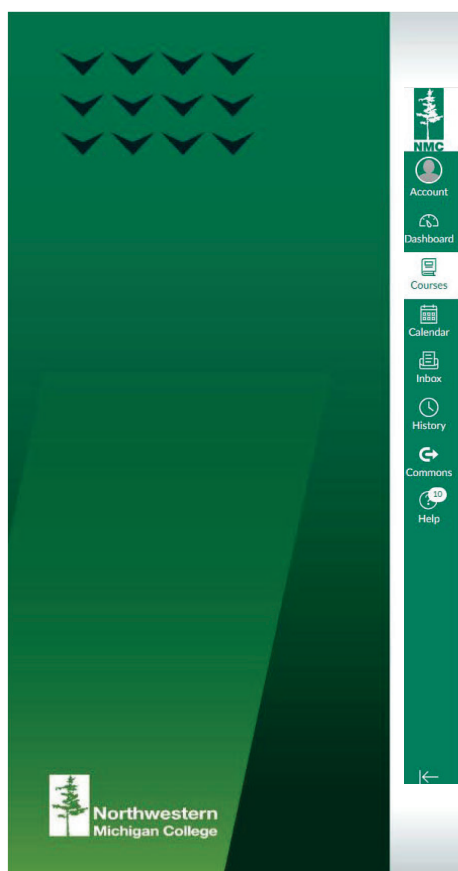 NMC
Account
Dashboard
Courses
Calendar
Inbox
History
Commons
10
Help
Northwestern
Michigan College